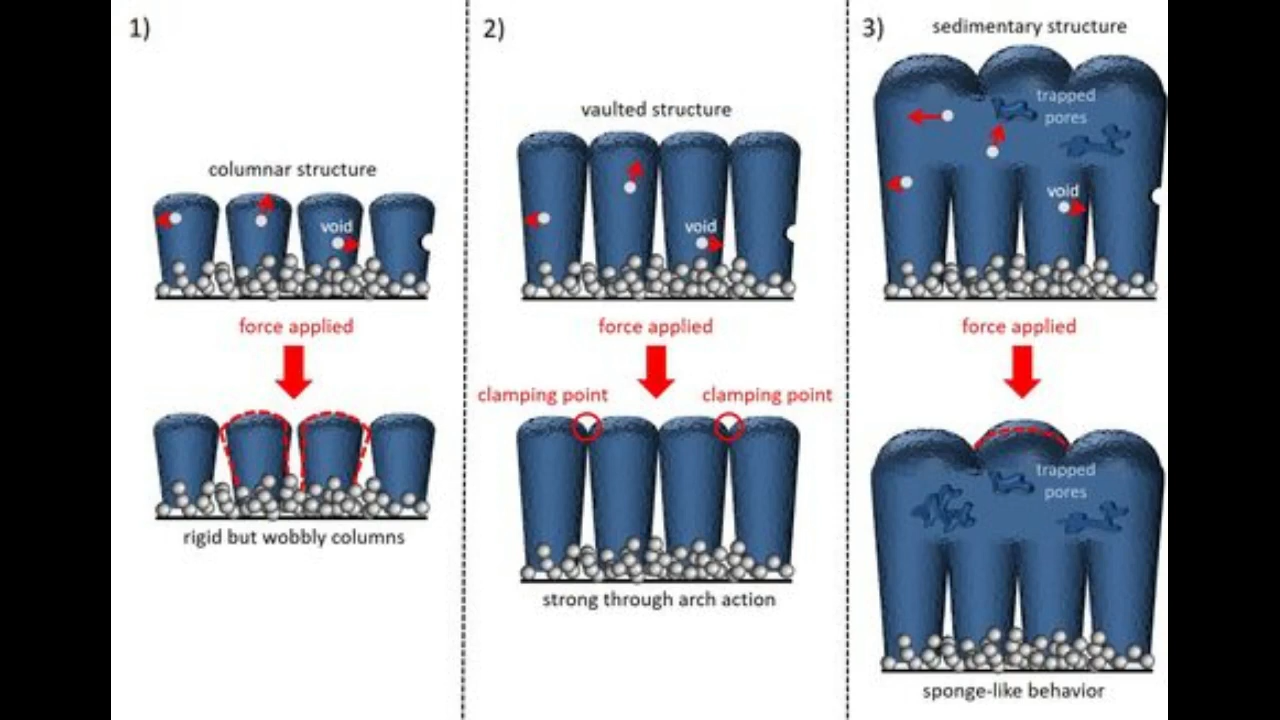 1)
columnar structure
void
force applied
rigid but wobbly columns
2)
vaulted structure
void
force applied
clamping point
clamping point
strong through arch action
3)
sedimentary structure
trapped
pores
void
force applied
trapped
pores
sponge-like behavior